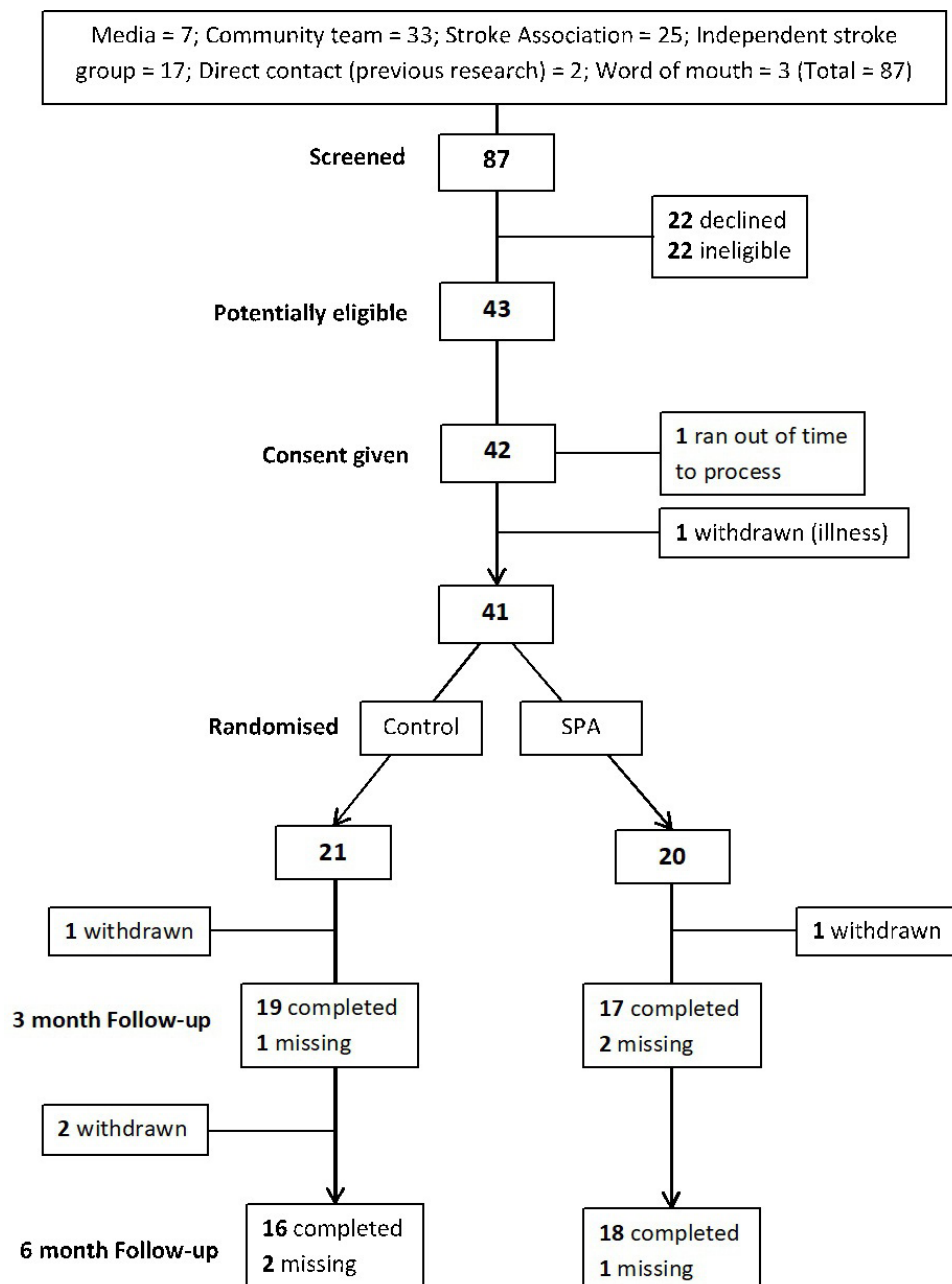 Media = 7; Community team = 33; Stroke Association = 25; Independent stroke
group = 17; Direct contact (previous research) = 2; Word of mouth = 3 (Total = 87)
Screened
87
22 declined
22 ineligible
Potentially eligible
43
Consent given
42
1 ran out of time
to process
1 withdrawn (illness)
41
Randomised
Control
SPA
21
20
1 withdrawn
1 withdrawn
3 month Follow-up
19 completed
1 missing
17 completed
2 missing
2 withdrawn
6 month Follow-up
16 completed
2 missing
18 completed
1 missing